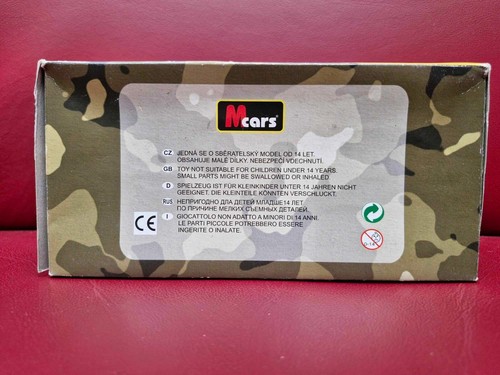 Mcars®
CZ JEDNÁ SE O SBĚRATELSKÝ MODEL OD 14 LET.
OBSAHUJE MALÉ DÍLKY. NEBEZPEČÍ VDECHNUTÍ.
GB TOY NOT SUITABLE FOR CHILDREN UNDER 14 YEARS.
SMALL PARTS MIGHT BE SWALLOWED OR INHALED
D SPIELZEUG IST FÜR KLEINKINDER UNTER 14 JAHREN NICHT
GEEIGNET. DIE KLEINTEILE KÖNNTEN VERSCHLUCKT.
RUS НЕПРИГОДНО ДЛА ДЕТЕЙ МЛАДШЕ14 ЛЕТ
ПО ПРИЧИНЕ МЕЛКИХ СЪЕМНЫХ ДЕТАЛЕЙ.
I GIOCATTOLO NON ADATTO A MINORI DI,14 ANNI.
LE PARTI PICCOLE POTREBBERO ESSERE
INGERITE O INALATE.
CE
0-14